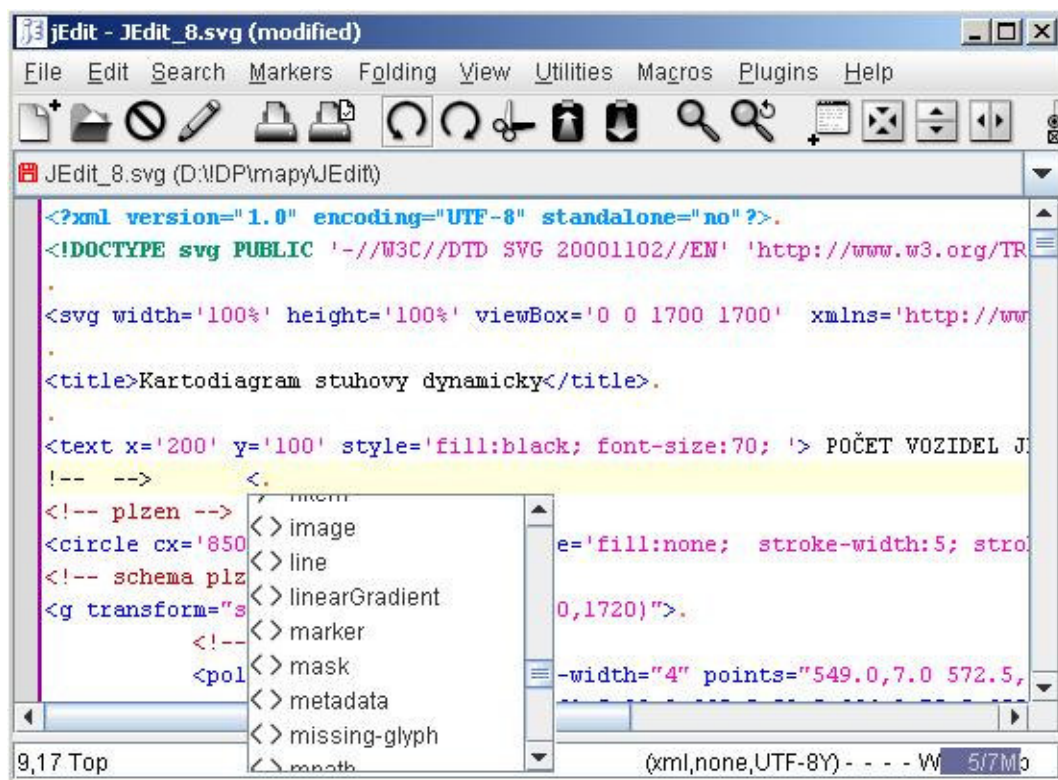 jEdit - JEdit_8.svg (modified)
File Edit Search Markers Folding View Utilities Macros Plugins Help
JEdit_8.svg (D:\IDP\mapy\JEdit\)
<?xml version="1.0" encoding="UTF-8" standalone="no"?>.
<!DOCTYPE svg PUBLIC '-//W3C//DTD SVG 20001102//EN' 'http://www.w3.org/TR
.
<svg width='100%' height='100%' viewBox='0 0 1700 1700' xmlns='http://ww
.
<title>Kartodiagram stuhovy dynamicky</title>.
.
<text x='200' y='100' style='fill:black; font-size:70; '> POČET VOZIDEL
!-- --> <.
<!-- plzen -->
<circle cx='850 e='fill:none; stroke-width:5; stro
<!-- schema plz
<g transform="s 0,1720)">.
<!--
<pol -width="4" points="549.0,7.0 572.5,
<> image
<> line
<> linearGradient
<> marker
<> mask
<> metadata
<> missing-glyph
<> mpath
9,17 Top (xml,none,UTF-8Y) - - - - W 5/7Mb